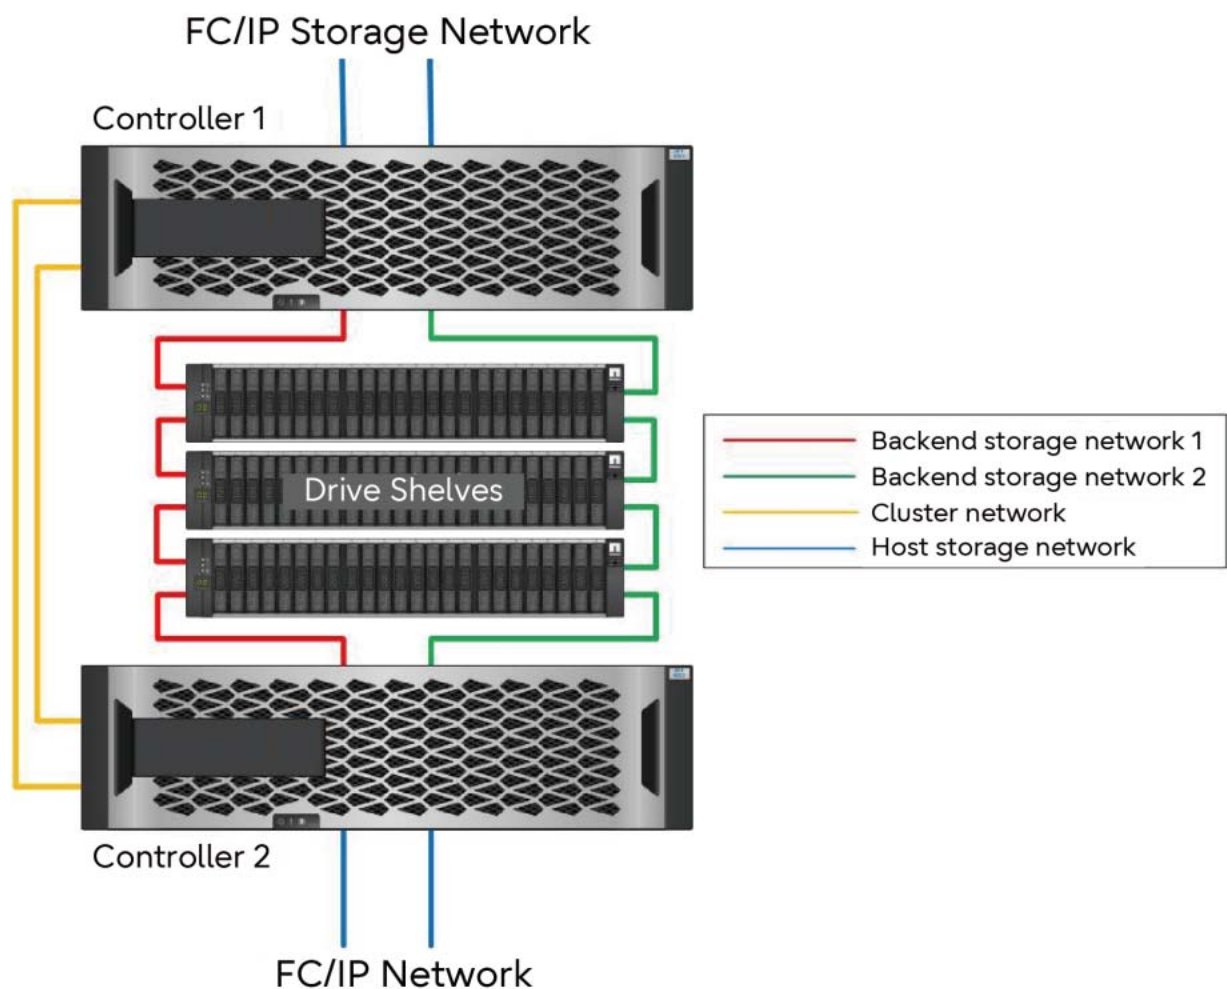 FC/IP Storage Network
Controller 1
Drive Shelves
Backend storage network 1
Backend storage network 2
Cluster network
Host storage network
Controller 2
FC/IP Network